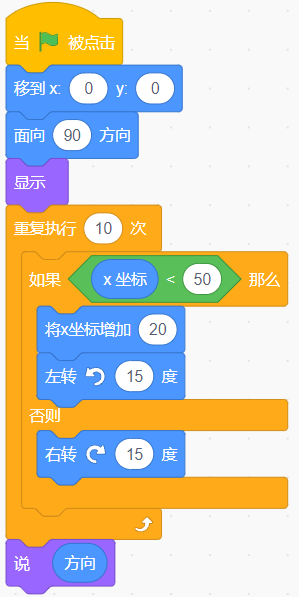 当 被点击
移到 x: 0 y: 0
面向 90 方向
显示
重复执行 10 次
如果 x 坐标 < 50 那么
将x坐标增加 20
左转 15 度
否则
右转 15 度
说 方向